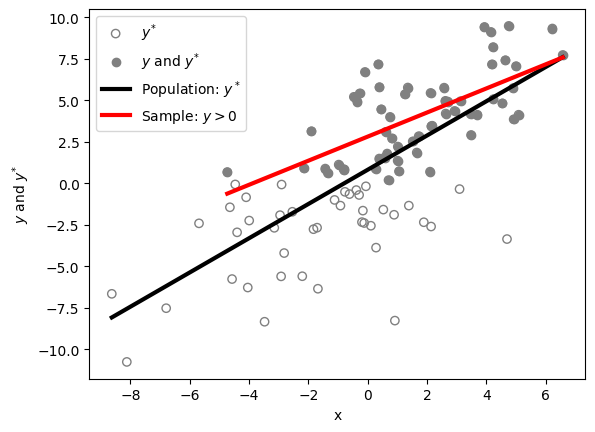 y*
y and y*
Population: y*
Sample: y > 0
10.0
7.5
5.0
2.5
0.0
−2.5
−5.0
−7.5
−10.0
y and y*
−8 −6 −4 −2 0 2 4 6
x